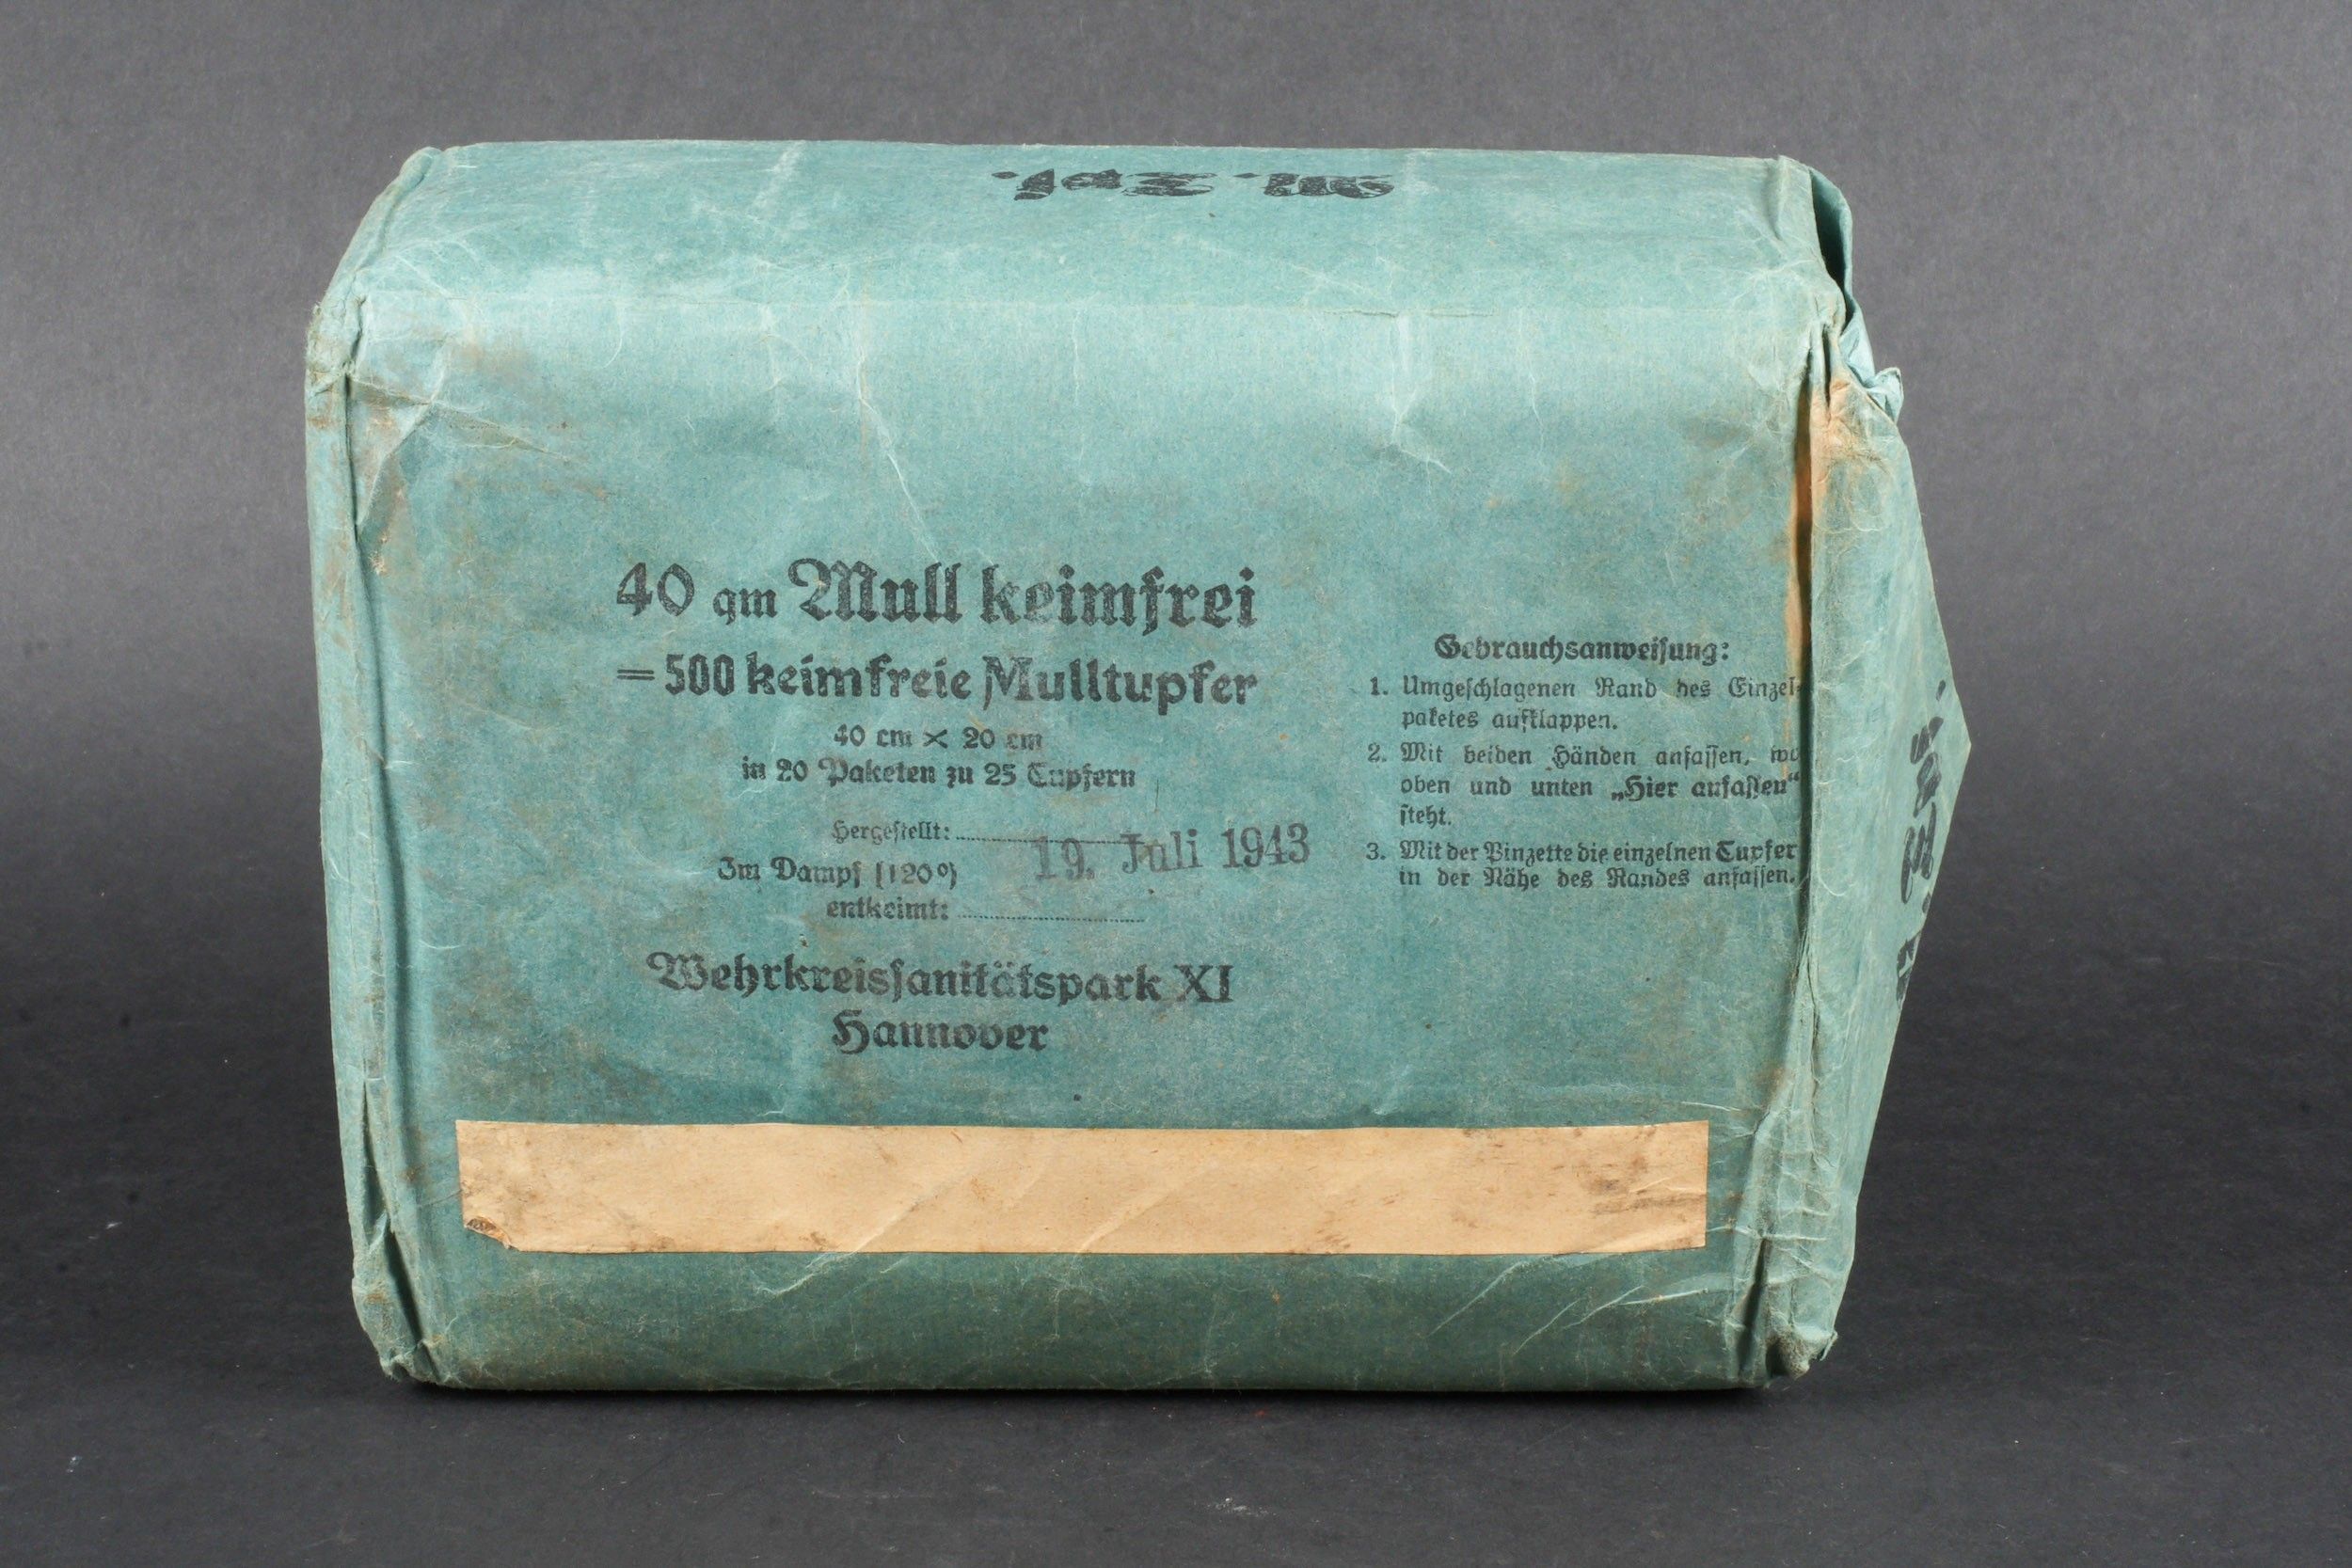 40 qm Mull keimfrei
= 500 keimfreie Mulltupfer
40 cm × 20 cm
in 20 Paketen zu 25 Tupfern
Hergestellt:
19. Juli 1943
Im Dampf (120°)
entkeimt:
Wehrkreissanitätspark XI
Hannover
Gebrauchsanweisung:
1. Umgeschlagenen Rand des Einzel-
paketes aufklappen.
2. Mit beiden Händen anfassen, wo
oben und unten „Hier anfassen“
steht.
3. Mit der Pinzette die einzelnen Tupfer
in der Nähe des Randes anfassen.